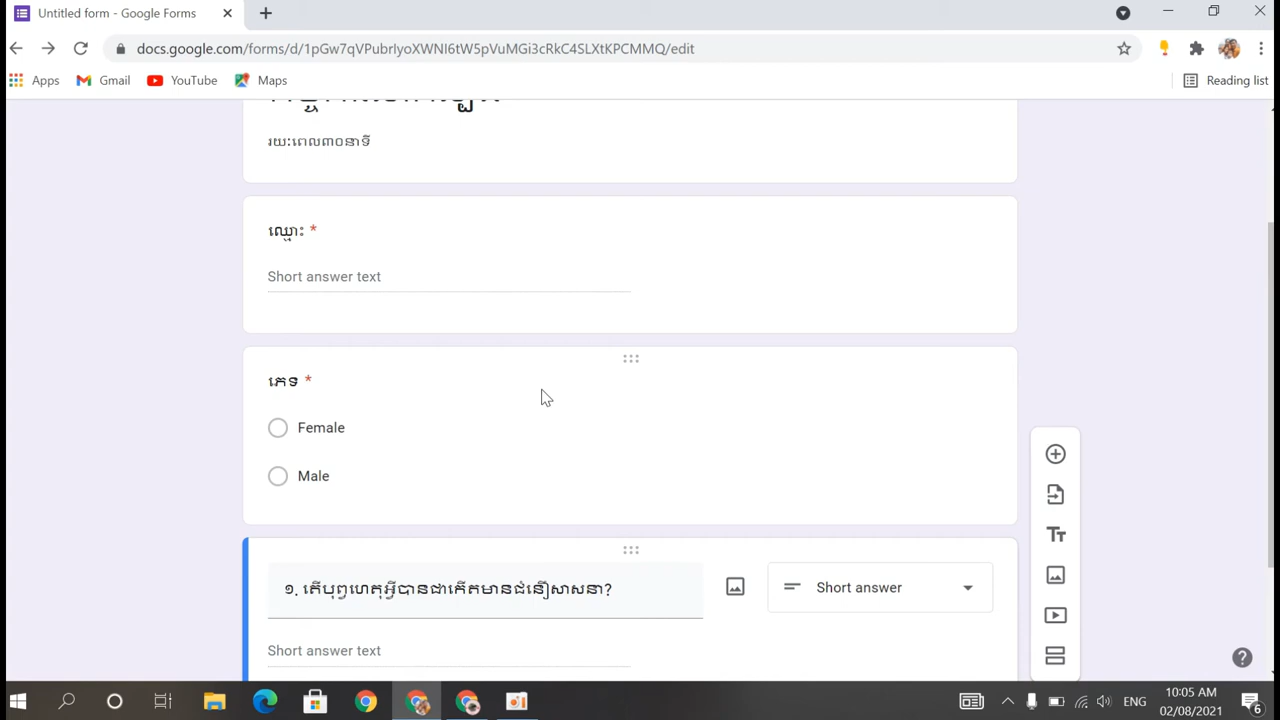 Untitled form - Google Forms
docs.google.com/forms/d/1pGw7qVPubrIyoXWNI6tW5pVuMGi3cRkC4SLXtKPCMMQ/edit
Apps Gmail YouTube Maps Reading list
រយៈពេល៣០នាទី
ឈ្មោះ *
Short answer text
ភេទ *
Female
Male
១. តើបុព្វហេតុអ្វីបានជាកើតមានជំនឿសាសនា?
Short answer
Short answer text
ENG
10:05 AM
02/08/2021
6